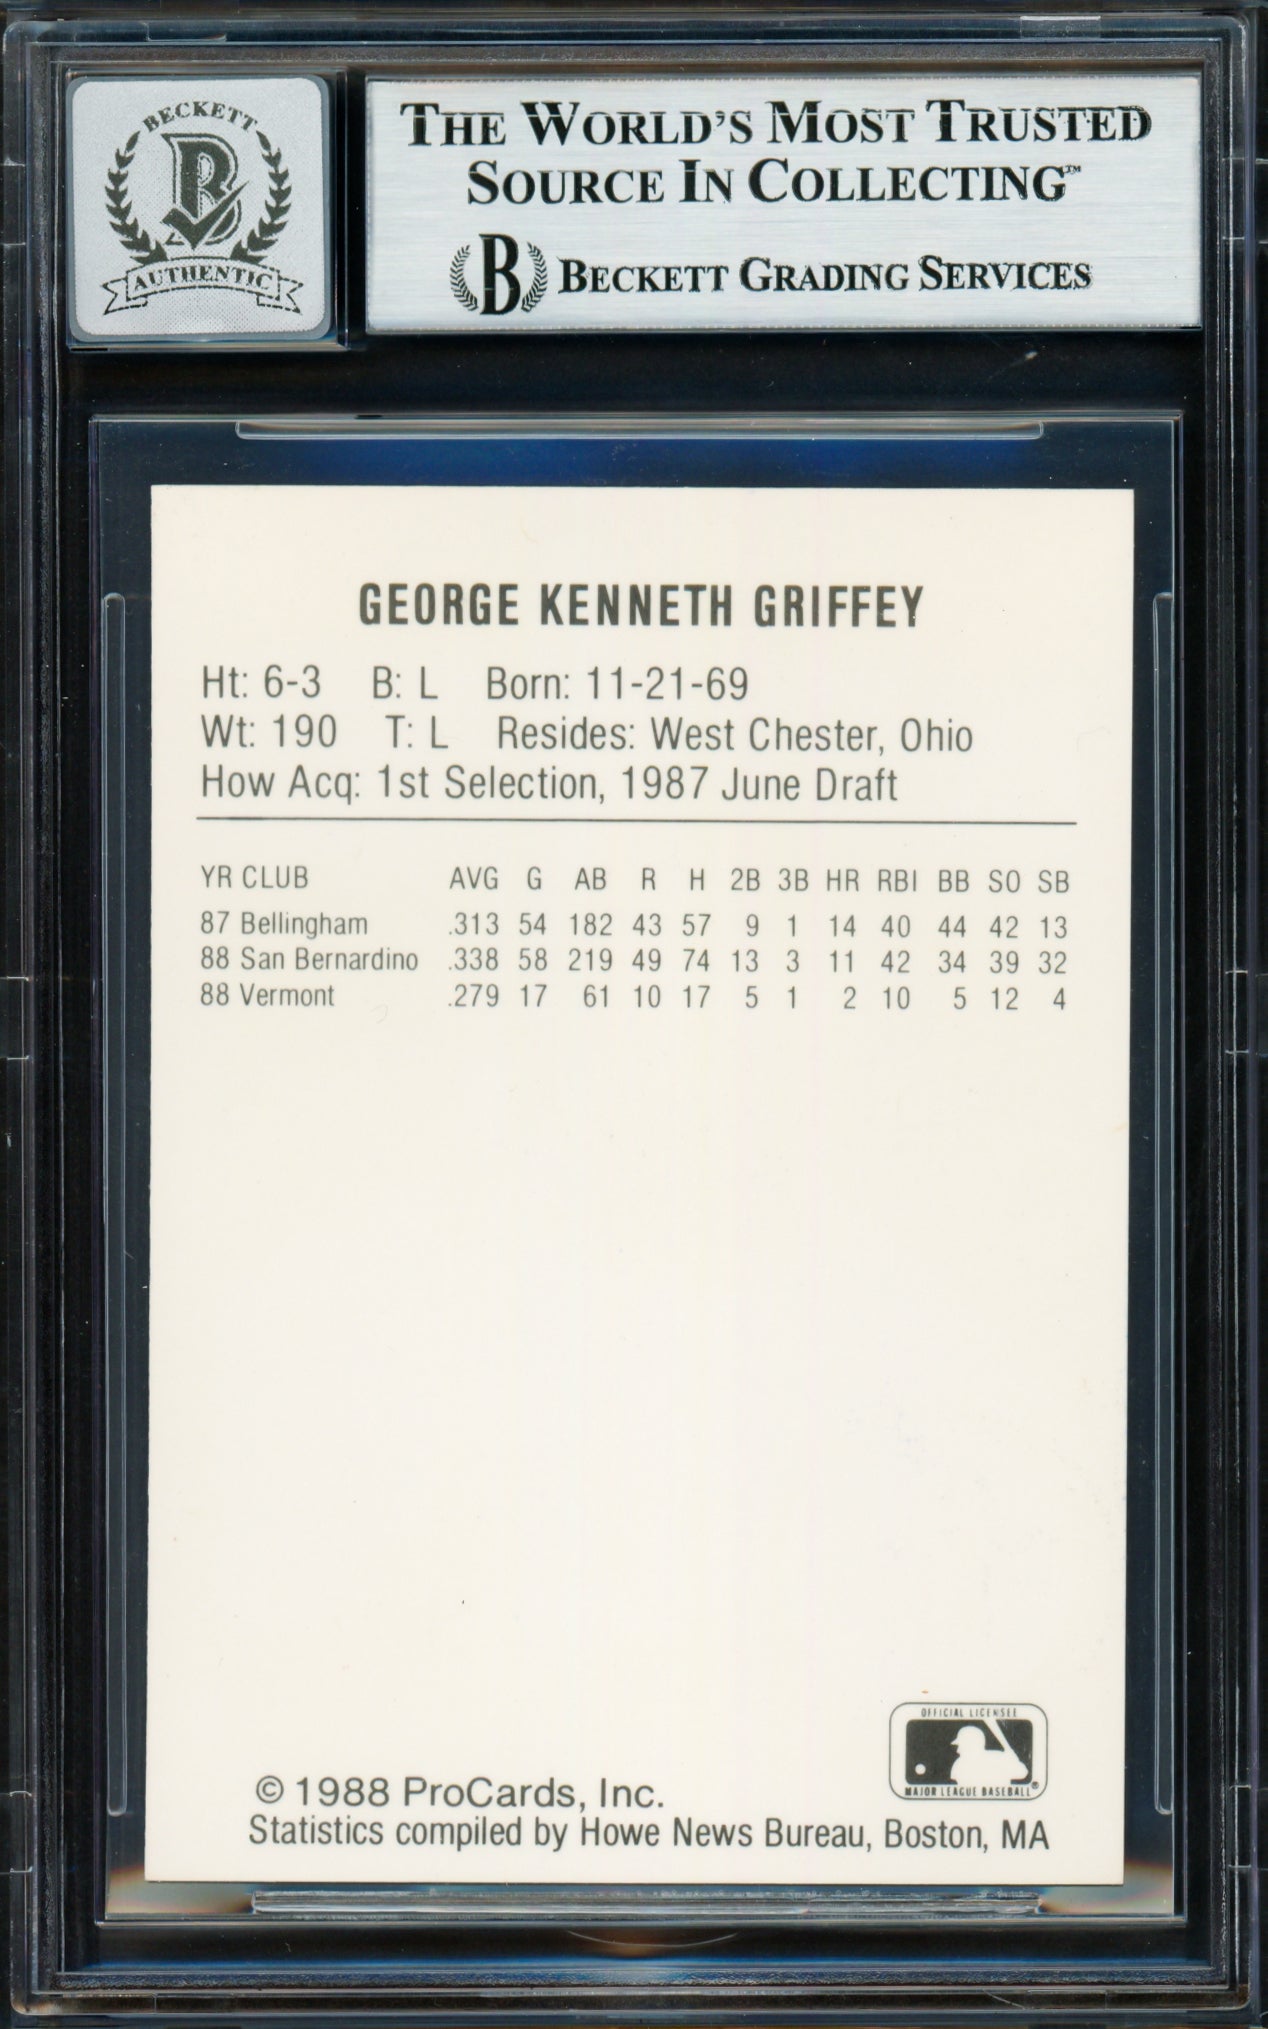 BECKETT
B
AUTHENTIC
THE WORLD'S MOST TRUSTED
SOURCE IN COLLECTING™
B BECKETT GRADING SERVICES
GEORGE KENNETH GRIFFEY
Ht: 6-3 B: L Born: 11-21-69
Wt: 190 T: L Resides: West Chester, Ohio
How Acq: 1st Selection, 1987 June Draft
YR CLUB AVG G AB R H 2B 3B HR RBI BB SO SB
87 Bellingham .313 54 182 43 57 9 1 14 40 44 42 13
88 San Bernardino .338 58 219 49 74 13 3 11 42 34 39 32
88 Vermont .279 17 61 10 17 5 1 2 10 5 12 4
OFFICIAL LICENSEE
MAJOR LEAGUE BASEBALL®
© 1988 ProCards, Inc.
Statistics compiled by Howe News Bureau, Boston, MA